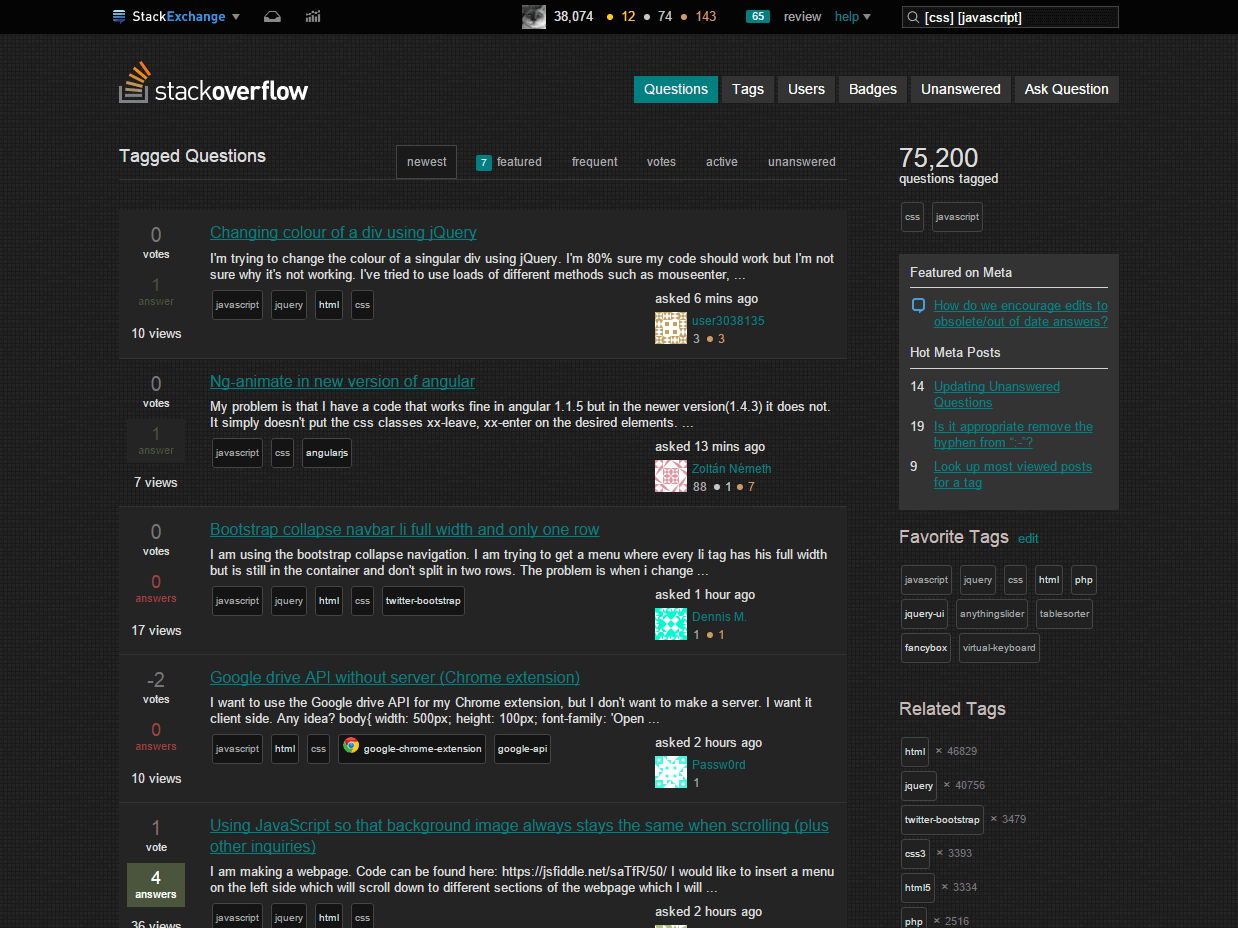 StackExchange 38,074 12 74 143 65 review help [css] [javascript]
stackoverflow
Questions Tags Users Badges Unanswered Ask Question
Tagged Questions
newest 7 featured frequent votes active unanswered
0
votes
1
answer
10 views
Changing colour of a div using jQuery
I'm trying to change the colour of a singular div using jQuery. I'm 80% sure my code should work but I'm not
sure why it's not working. I've tried to use loads of different methods such as mouseenter, ...
javascript jquery html css
asked 6 mins ago
user3038135
3 3
0
votes
1
answer
7 views
Ng-animate in new version of angular
My problem is that I have a code that works fine in angular 1.1.5 but in the newer version(1.4.3) it does not.
It simply doesn't put the css classes xx-leave, xx-enter on the desired elements. ...
javascript css angularjs
asked 13 mins ago
Zoltán Németh
88 1 7
0
votes
0
answers
17 views
Bootstrap collapse navbar li full width and only one row
I am using the bootstrap collapse navigation. I am trying to get a menu where every li tag has his full width
but is still in the container and don't split in two rows. The problem is when i change ...
javascript jquery html css twitter-bootstrap
asked 1 hour ago
Dennis M.
1 1
-2
votes
0
answers
10 views
Google drive API without server (Chrome extension)
I want to use the Google drive API for my Chrome extension, but I don't want to make a server. I want it
client side. Any idea? body{ width: 500px; height: 100px; font-family: 'Open ...
javascript html css google-chrome-extension google-api
asked 2 hours ago
Passw0rd
1
1
vote
4
answers
36 views
Using JavaScript so that background image always stays the same when scrolling (plus
other inquiries)
I am making a webpage. Code can be found here: https://jsfiddle.net/saTfR/50/ I would like to insert a menu
on the left side which will scroll down to different sections of the webpage which I will ...
javascript jquery html css
asked 2 hours ago
75,200
questions tagged
css javascript
Featured on Meta
How do we encourage edits to
obsolete/out of date answers?
Hot Meta Posts
14 Updating Unanswered
Questions
19 Is it appropriate remove the
hyphen from “:-”?
9 Look up most viewed posts
for a tag
Favorite Tags edit
javascript jquery css html php
jquery-ui anythingslider tablesorter
fancybox virtual-keyboard
Related Tags
html × 46829
jquery × 40756
twitter-bootstrap × 3479
css3 × 3393
html5 × 3334
php × 2516